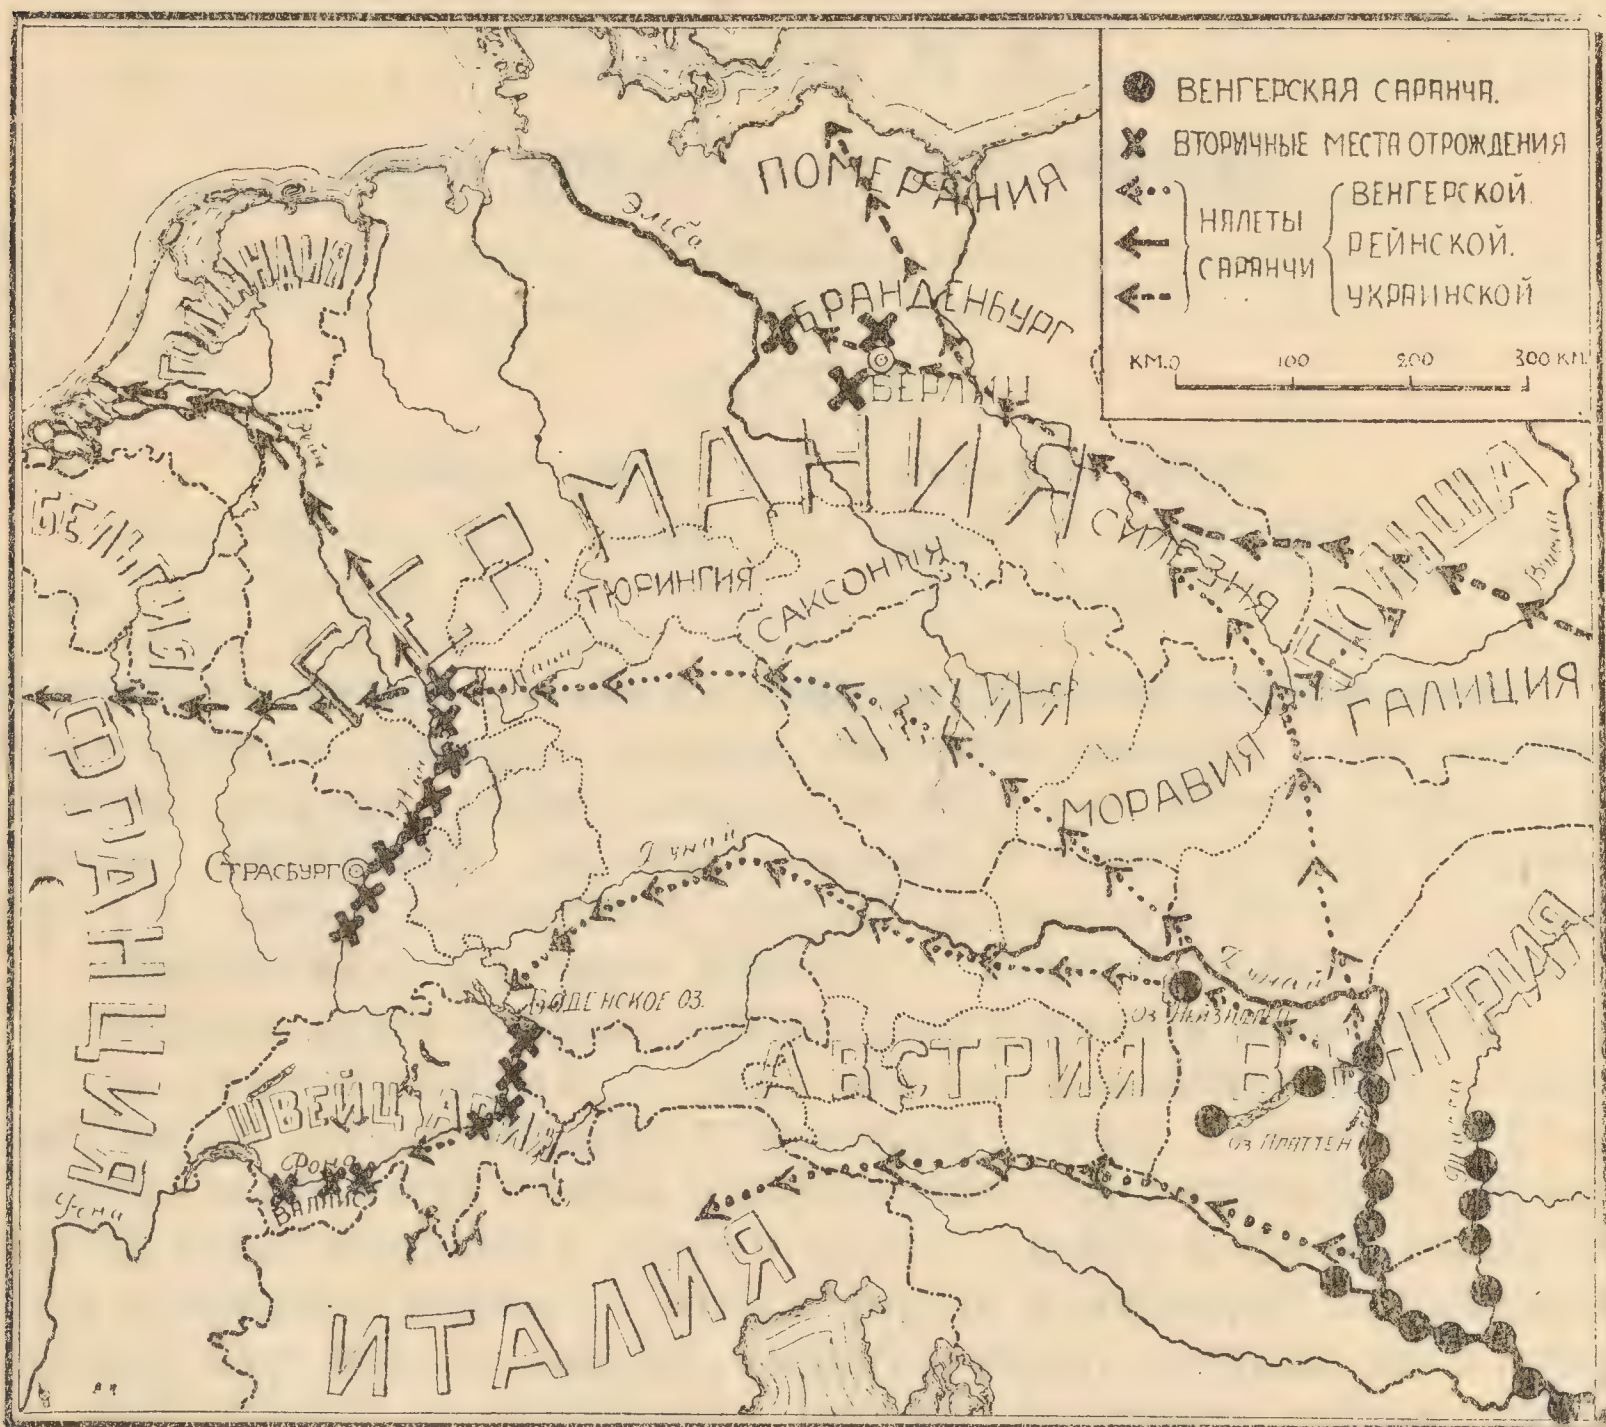 ВЕНГЕРСКАЯ САРАНЧА.
ВТОРИЧНЫЕ МЕСТА ОТРОЖДЕНИЯ
НАЛЕТЫ
САРАНЧИ
ВЕНГЕРСКОЙ.
РЕЙНСКОЙ.
УКРАИНСКОЙ
КМ.0 100 200 300 КМ.
ПОМЕРАНИЯ
Эльба
ГОЛЛАНДИЯ
БРАНДЕНБУРГ
БЕРЛИН
ГЕРМАНИЯ
БЕЛЬГИЯ
ТЮРИНГИЯ
САКСОНИЯ
СИЛЕЗИЯ
ПОЛЬША
ГАЛИЦИЯ
МОРАВИЯ
ФРАНЦИЯ
СТРАСБУРГ
Дунай
Дунай
БОДЕНСКОЕ ОЗ.
АВСТРИЯ
ВЕНГРИЯ
ОЗ. ПЛАТТЕН
ШВЕЙЦАРИЯ
Рона
Рона
ВАЛЛИС
ИТАЛИЯ